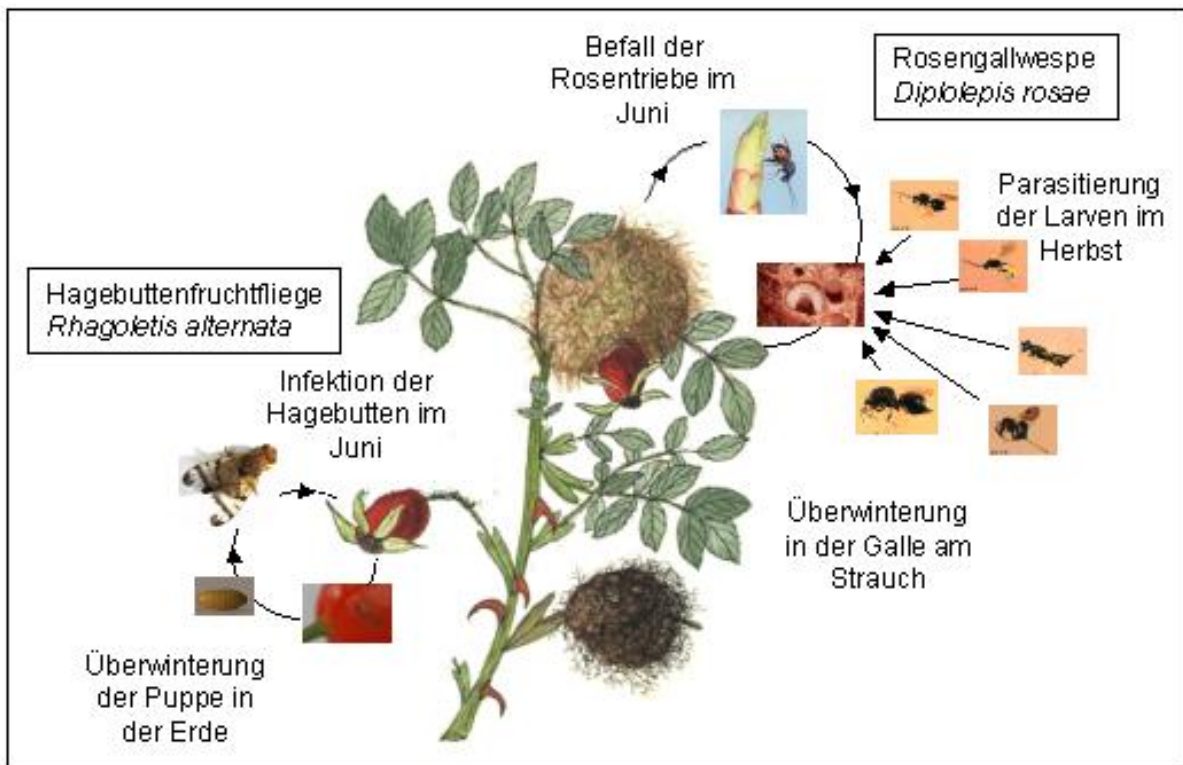 Befall der
Rosentriebe im
Juni
Rosengallwespe
Diplolepis rosae
Parasitierung
der Larven im
Herbst
Hagebuttenfruchtfliege
Rhagoletis alternata
Infektion der
Hagebutten im
Juni
Überwinterung
in der Galle am
Strauch
Überwinterung
der Puppe in
der Erde